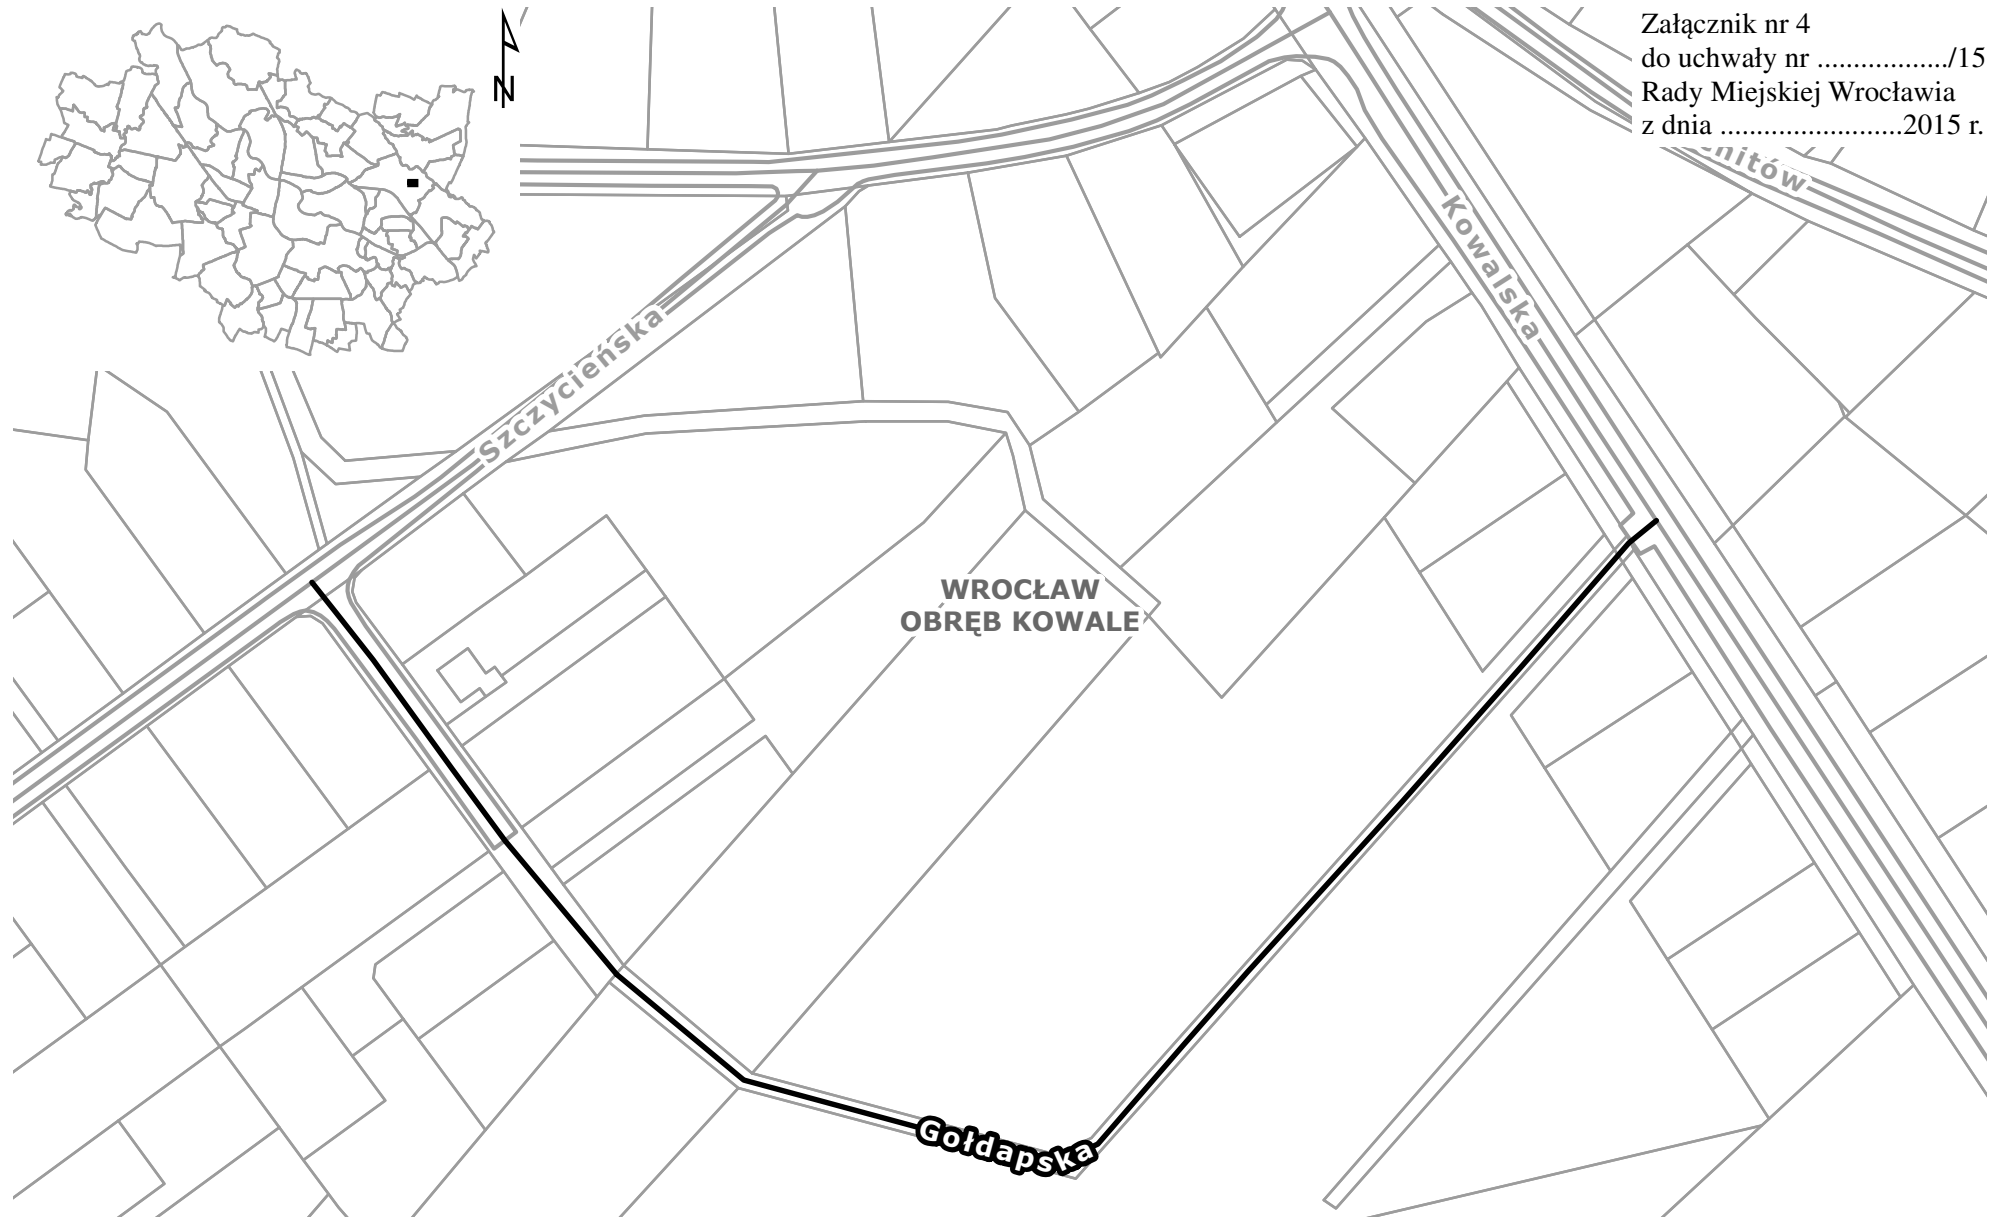 Załącznik nr 4
do uchwały nr ................../15
Rady Miejskiej Wrocławia
z dnia .........................2015 r.
N
Kowalska
Szczycieńska
WROCŁAW
OBRĘB KOWALE
Gołdapska